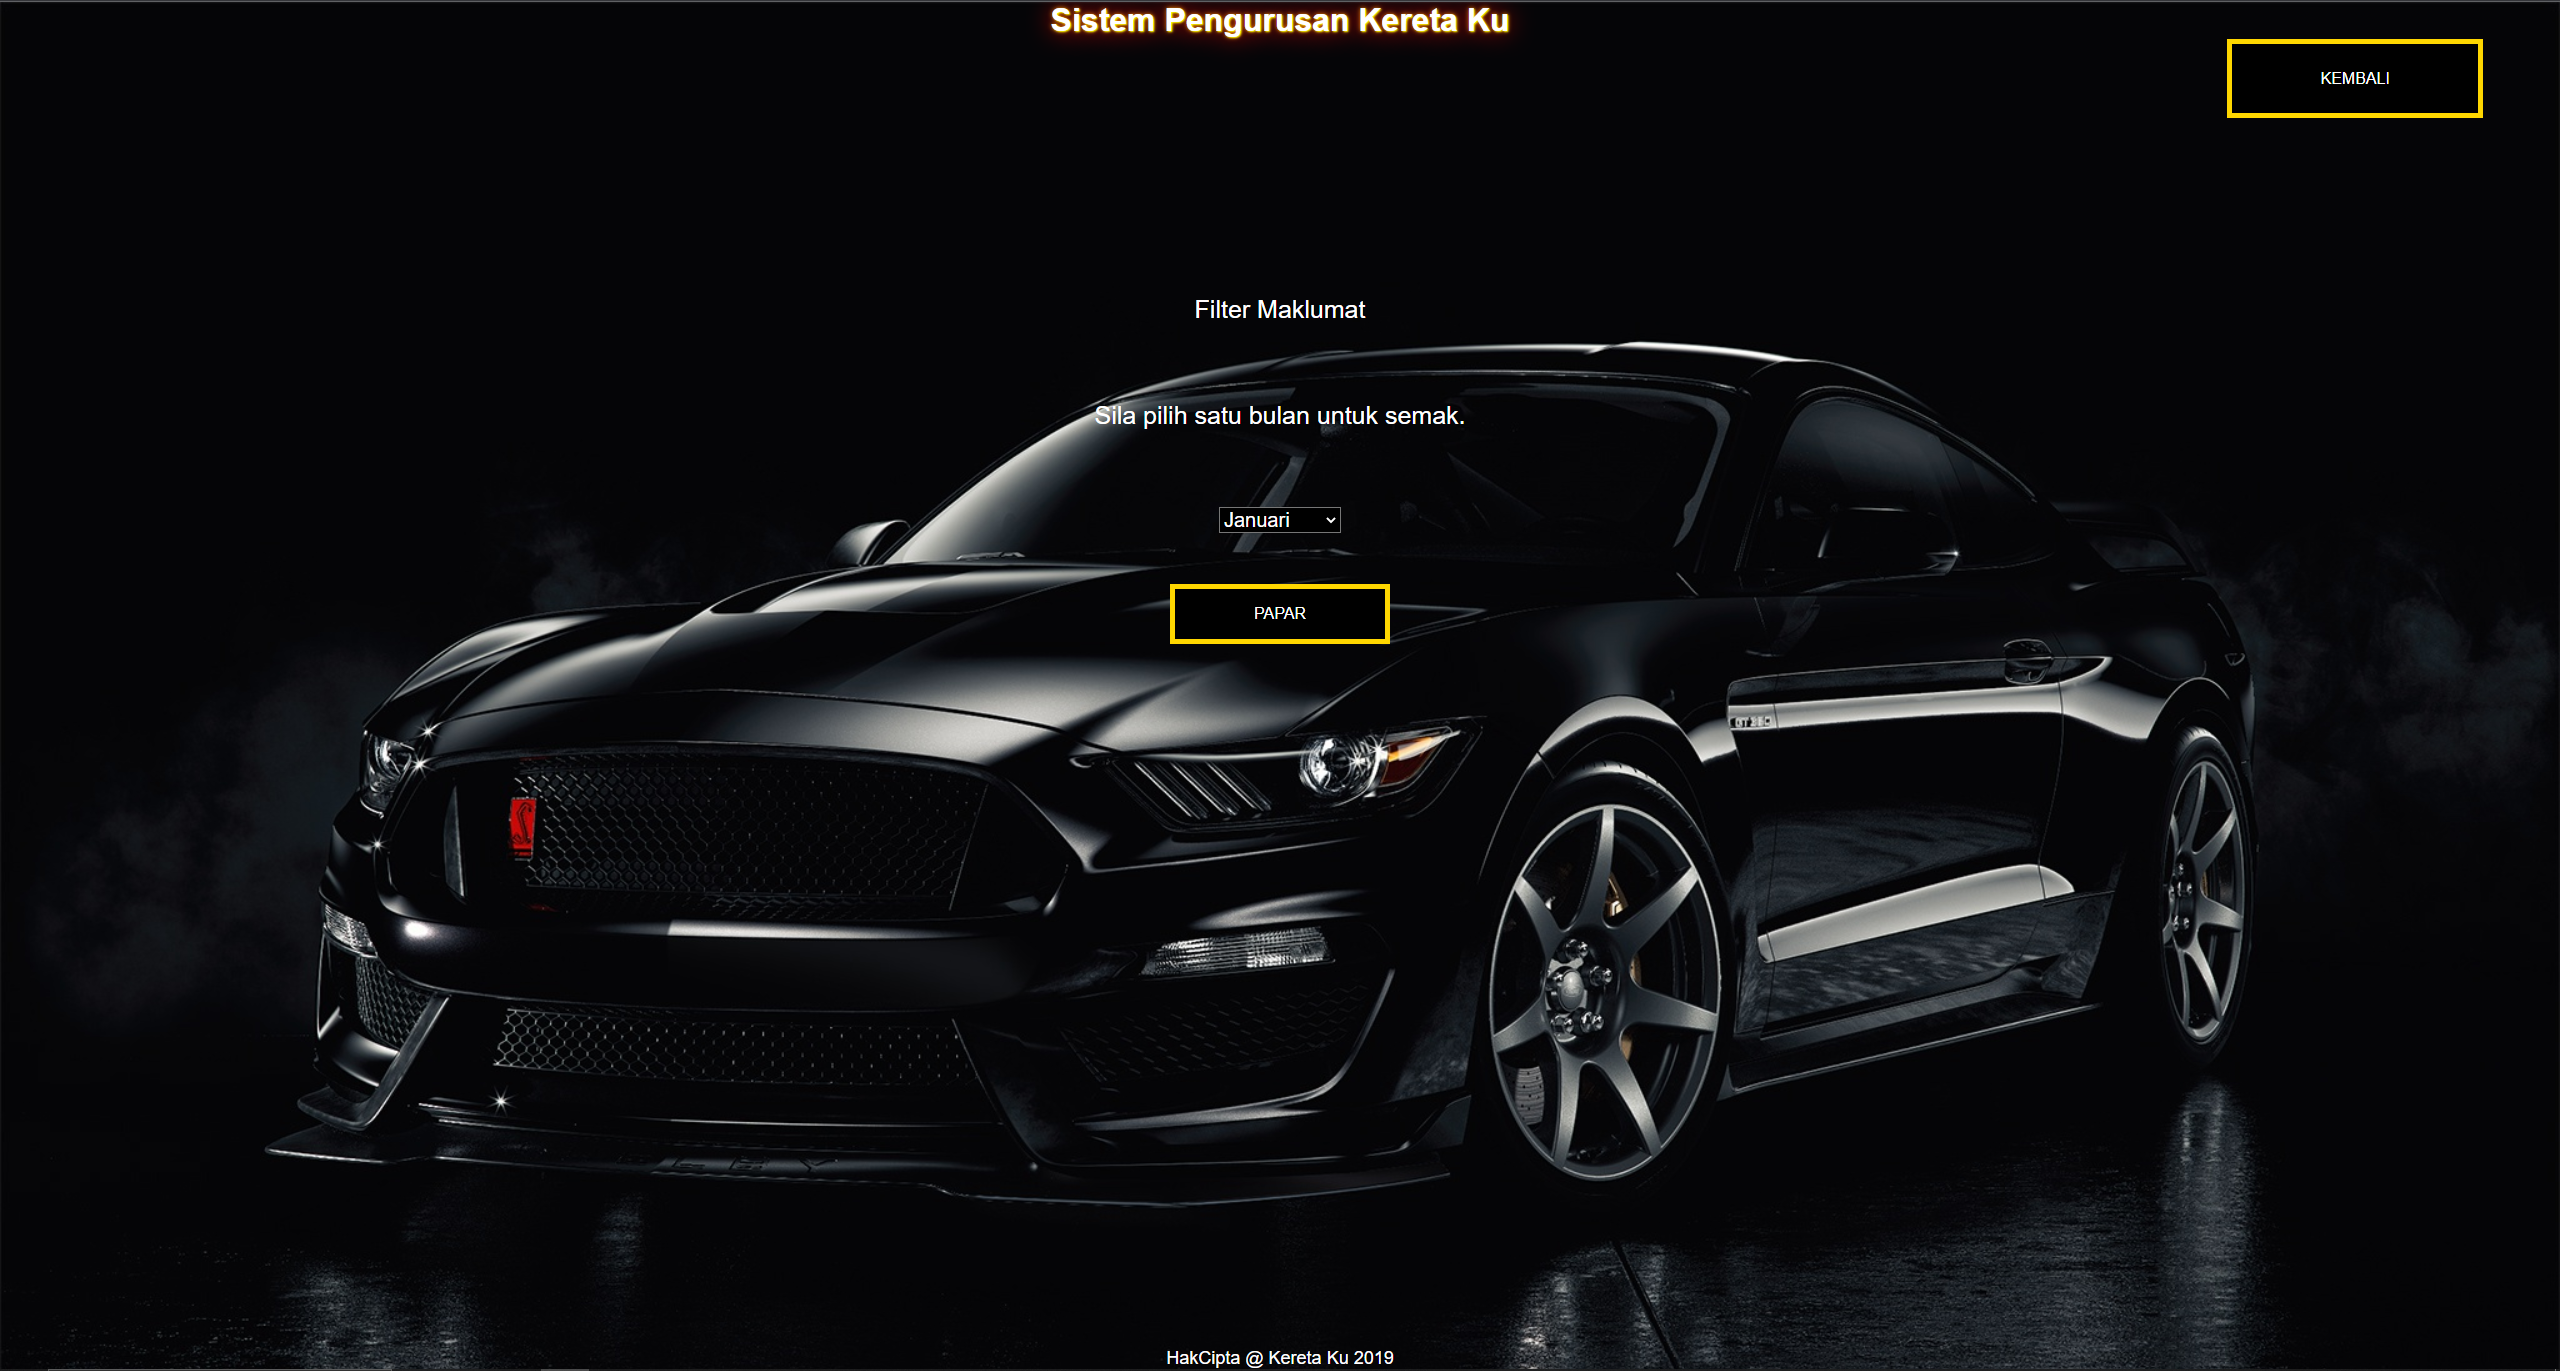 Sistem Pengurusan Kereta Ku
KEMBALI
Filter Maklumat
Sila pilih satu bulan untuk semak.
Januari
PAPAR
GT350
HakCipta @ Kereta Ku 2019